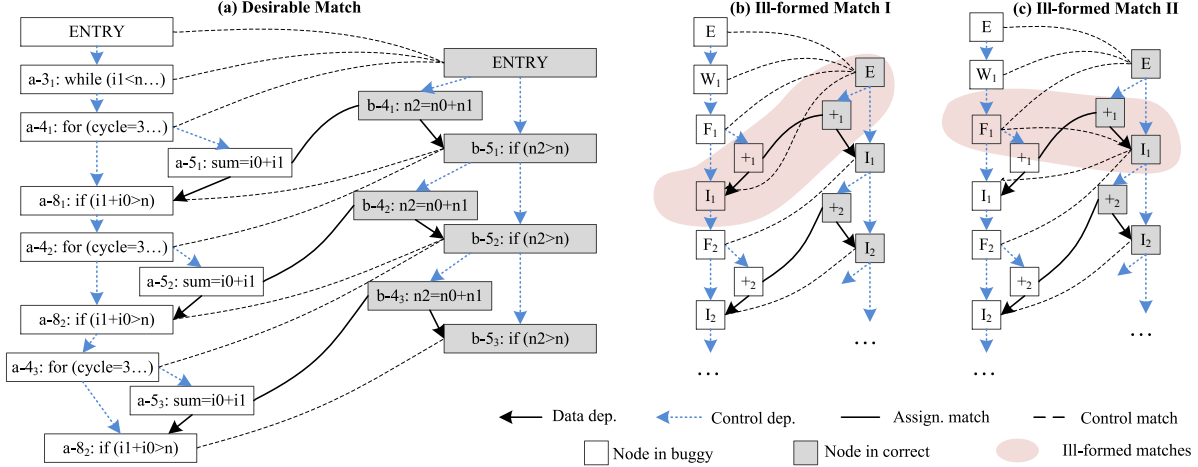 (a) Desirable Match
ENTRY
a-3₁: while (i1<n…)
a-4₁: for (cycle=3…)
a-5₁: sum=i0+i1
a-8₁: if (i1+i0>n)
a-4₂: for (cycle=3…)
a-5₂: sum=i0+i1
a-8₂: if (i1+i0>n)
a-4₃: for (cycle=3…)
a-5₃: sum=i0+i1
a-8₂: if (i1+i0>n)
ENTRY
b-4₁: n2=n0+n1
b-5₁: if (n2>n)
b-4₂: n2=n0+n1
b-5₂: if (n2>n)
b-4₃: n2=n0+n1
b-5₃: if (n2>n)
(b) Ill-formed Match I
E
W₁
F₁
+₁
I₁
F₂
+₂
I₂
…
E
+₁
I₁
+₂
I₂
…
(c) Ill-formed Match II
E
W₁
F₁
+₁
I₁
F₂
+₂
I₂
…
E
+₁
I₁
+₂
I₂
…
Data dep.
Control dep.
Assign. match
Control match
Node in buggy
Node in correct
Ill-formed matches